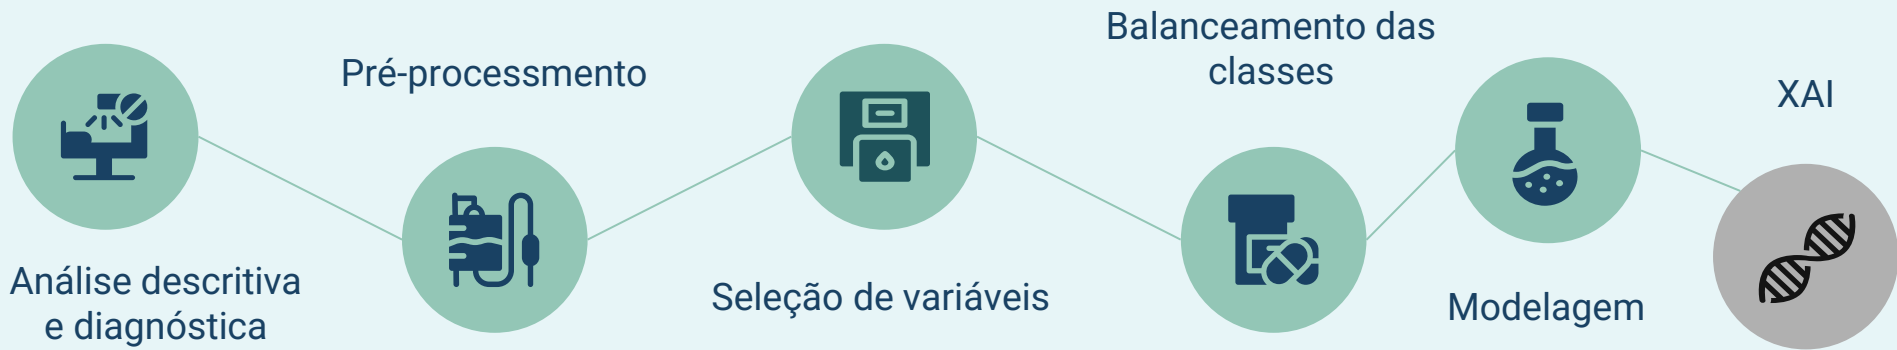 Análise descritiva
e diagnóstica
Pré-processmento
Seleção de variáveis
Balanceamento das
classes
Modelagem
XAI